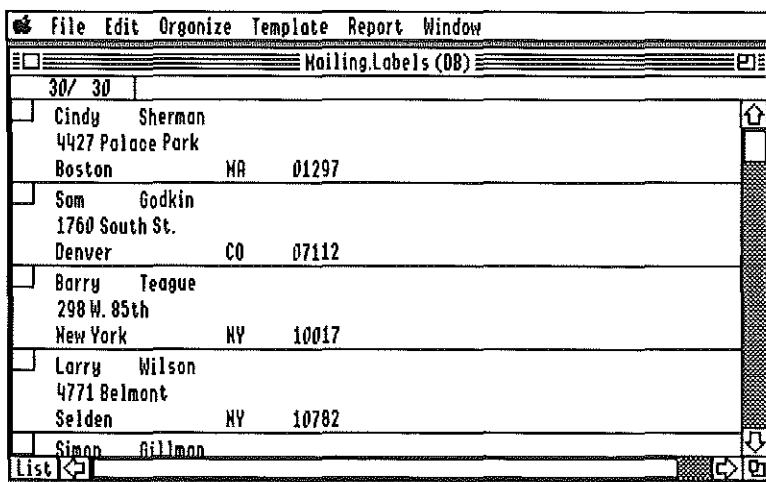 File Edit Organize Template Report Window
Mailing.Labels (DB)
30/ 30
Cindy Sherman
4427 Palace Park
Boston MA 01297
Sam Godkin
1760 South St.
Denver CO 07112
Barry Teague
298 W. 85th
New York NY 10017
Larry Wilson
4771 Belmont
Selden NY 10782
Simon Gillman
List